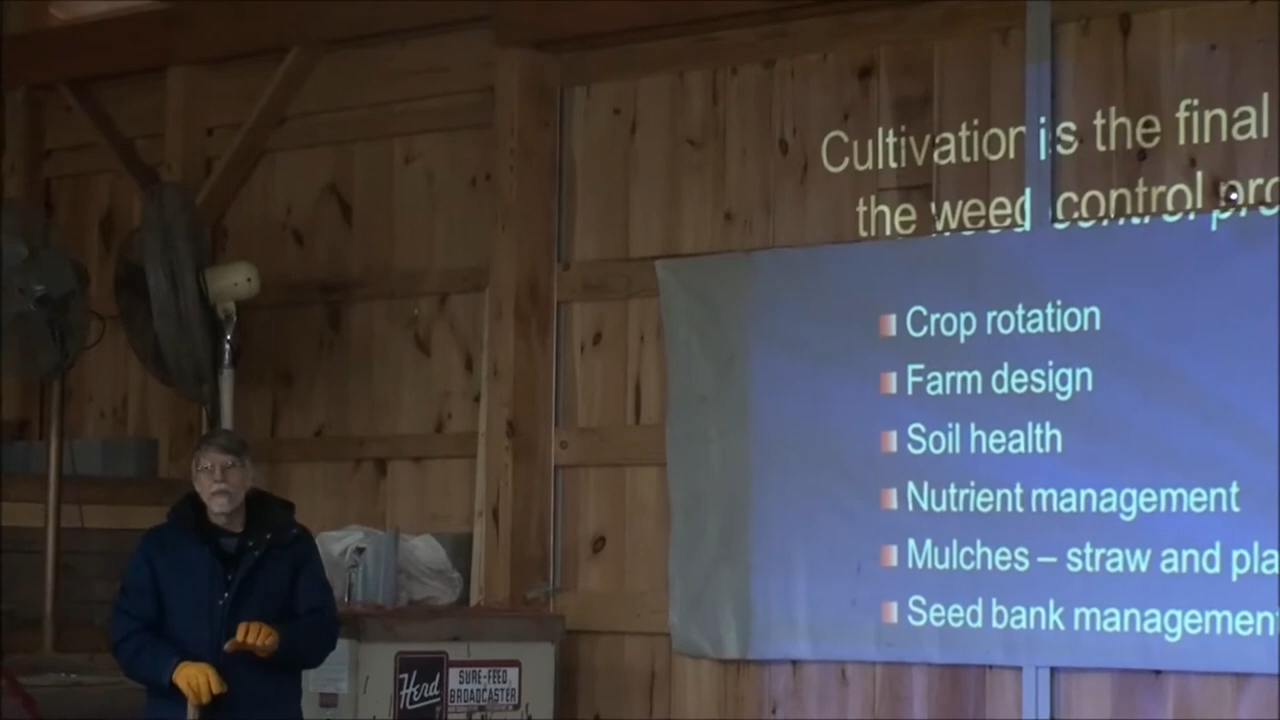 Cultivation is the final
the weed control
Crop rotation
Farm design
Soil health
Nutrient management
Mulches – straw and
Seed bank management
Herd
SURE-FEED
BROADCASTER